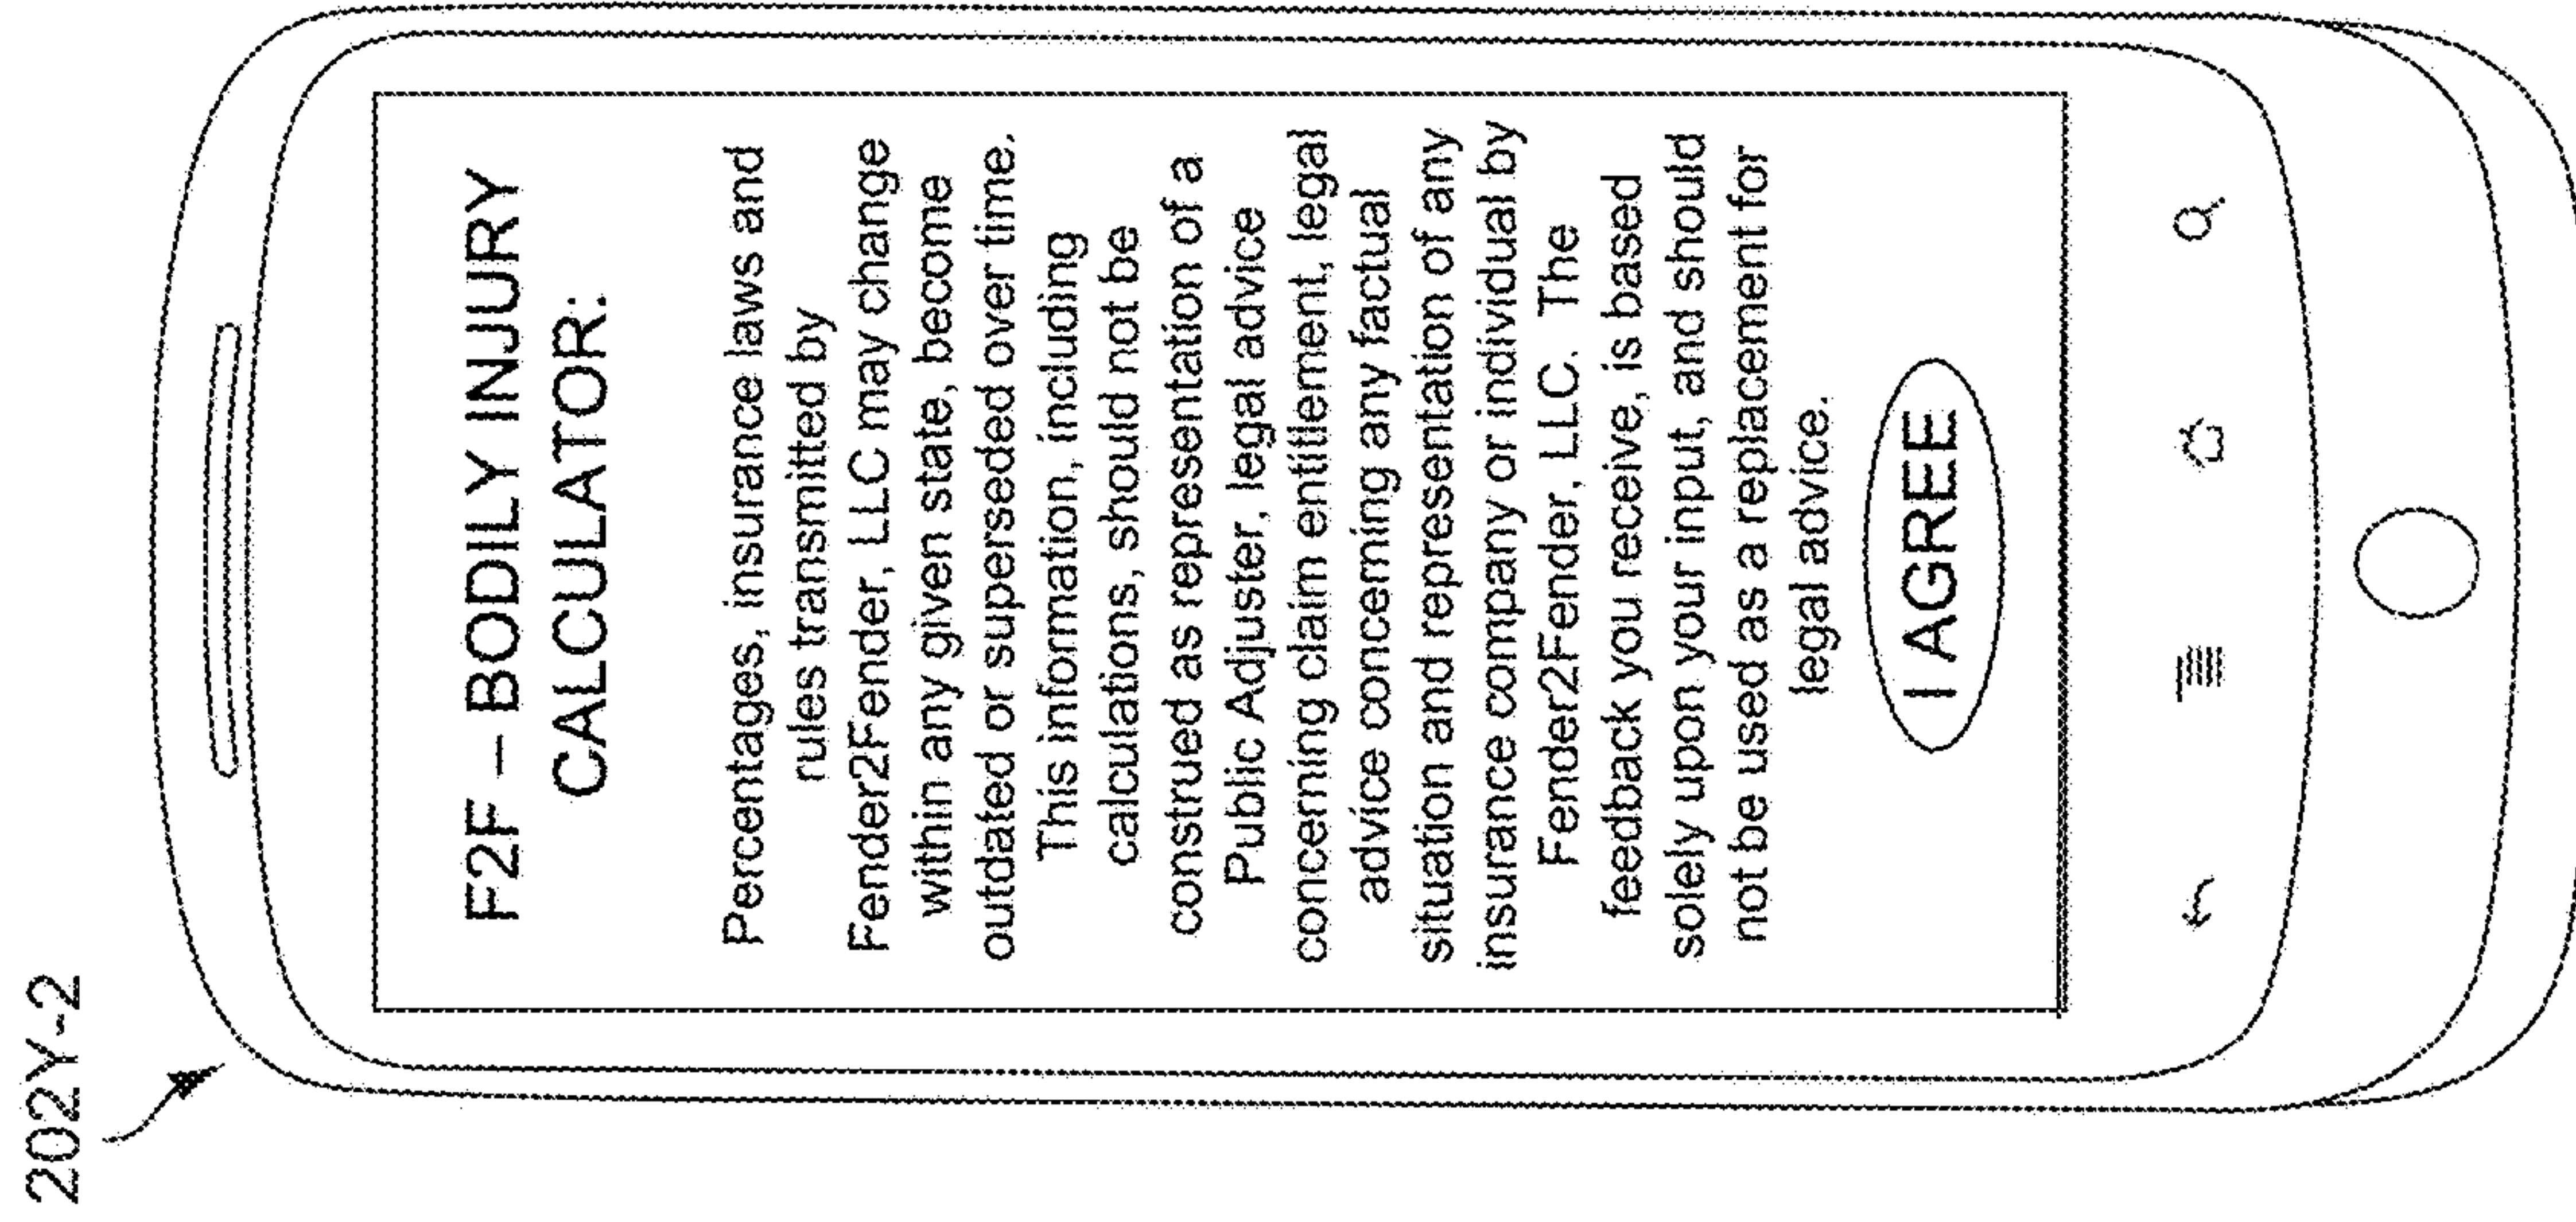 202Y-2
F2F – BODILY INJURY
CALCULATOR:
Percentages, insurance laws and
rules transmitted by
Fender2Fender, LLC may change
within any given state, become
outdated or superseded over time.
This information, including
calculations, should not be
construed as representation of a
Public Adjuster, legal advice
concerning claim entitlement, legal
advice concerning any factual
situation and representation of any
insurance company or individual by
Fender2Fender, LLC. The
feedback you receive, is based
solely upon your input, and should
not be used as a replacement for
legal advice.
I AGREE